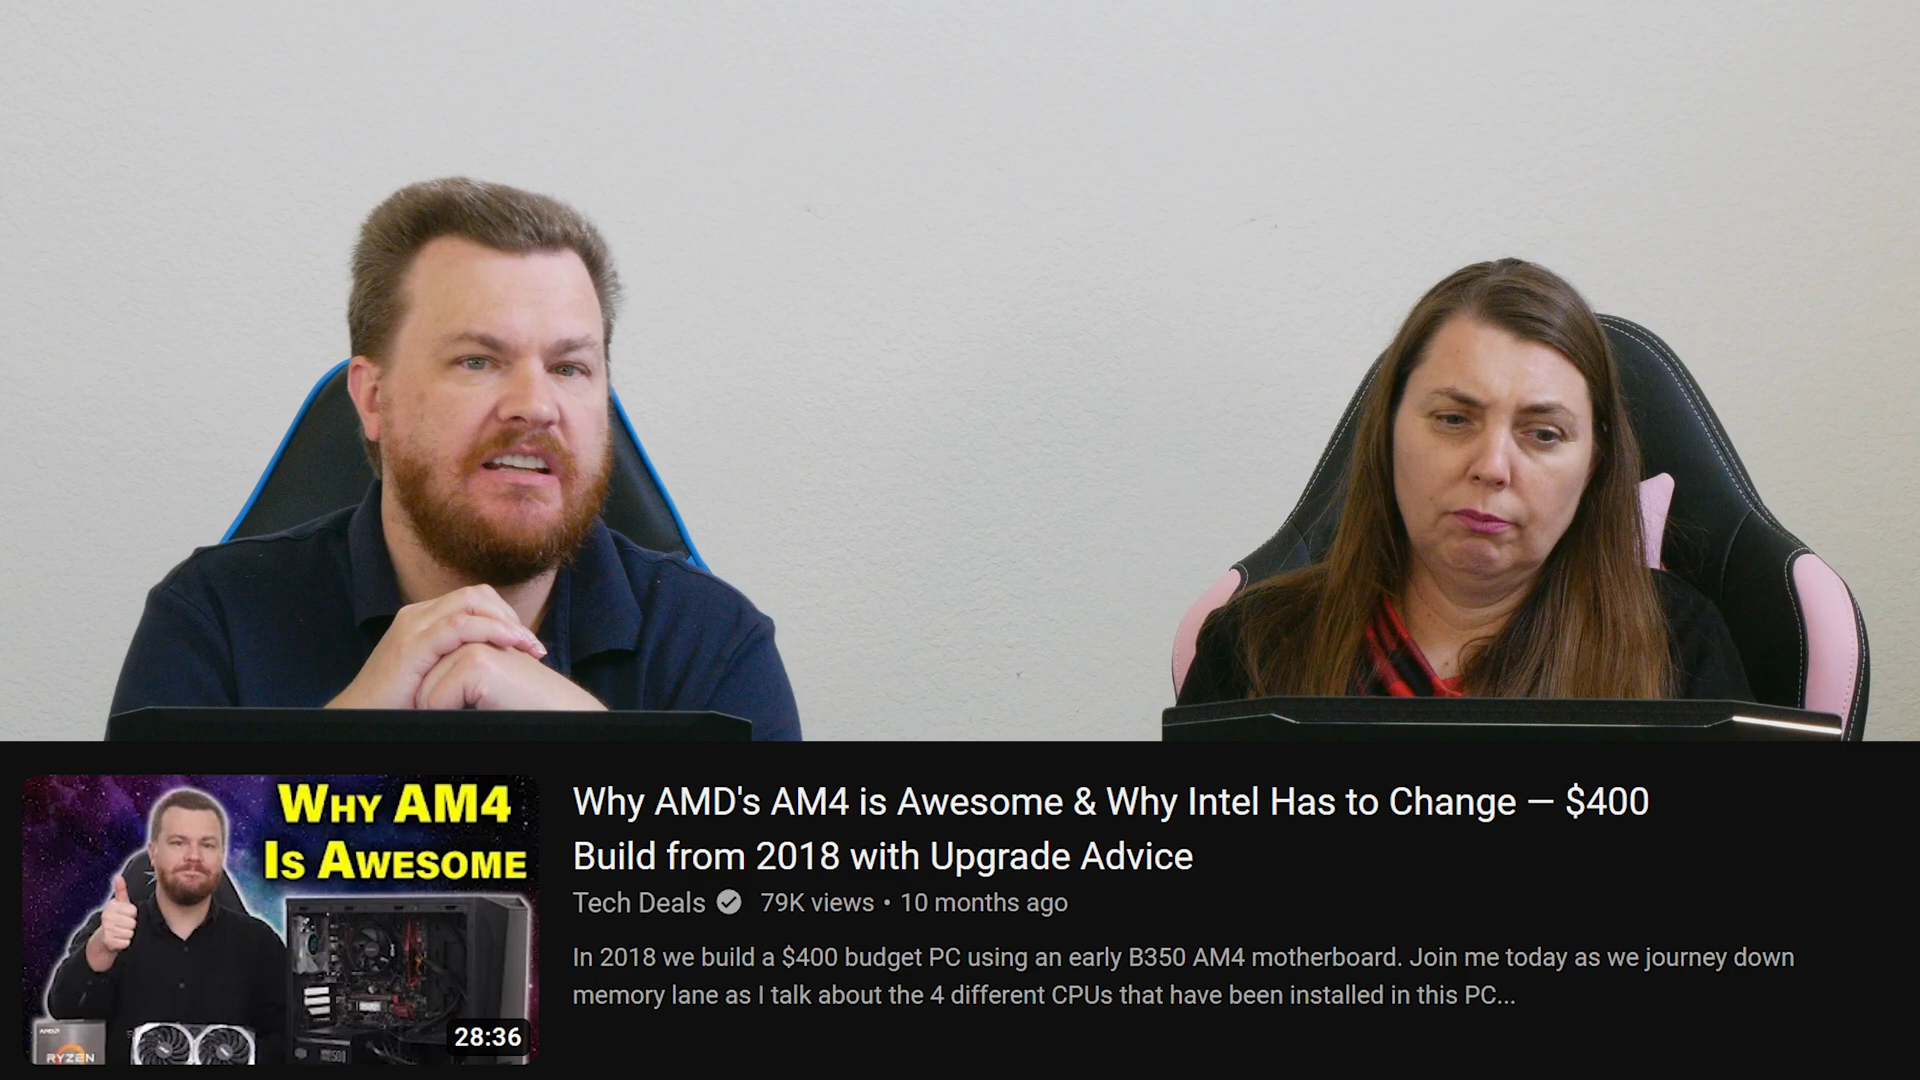 WHY AM4
IS AWESOME
AMD
RYZEN
28:36
Why AMD's AM4 is Awesome & Why Intel Has to Change — $400
Build from 2018 with Upgrade Advice
Tech Deals
79K views • 10 months ago
In 2018 we build a $400 budget PC using an early B350 AM4 motherboard. Join me today as we journey down
memory lane as I talk about the 4 different CPUs that have been installed in this PC...